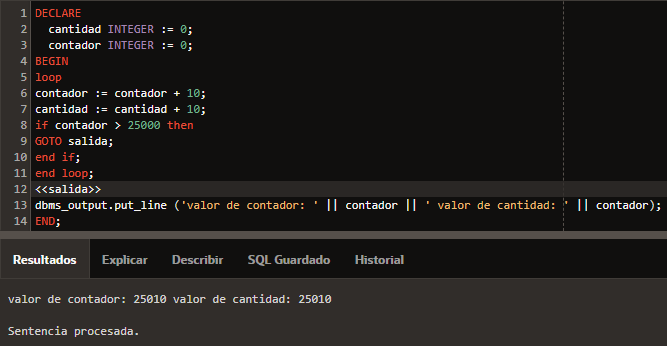 1 DECLARE
2   cantidad INTEGER := 0;
3   contador INTEGER := 0;
4 BEGIN
5 loop
6 contador := contador + 10;
7 cantidad := cantidad + 10;
8 if contador > 25000 then
9 GOTO salida;
10 end if;
11 end loop;
12 <<salida>>
13 dbms_output.put_line ('valor de contador: ' || contador || ' valor de cantidad: ' || contador);
14 END;
Resultados Explicar Describir SQL Guardado Historial
valor de contador: 25010 valor de cantidad: 25010
Sentencia procesada.